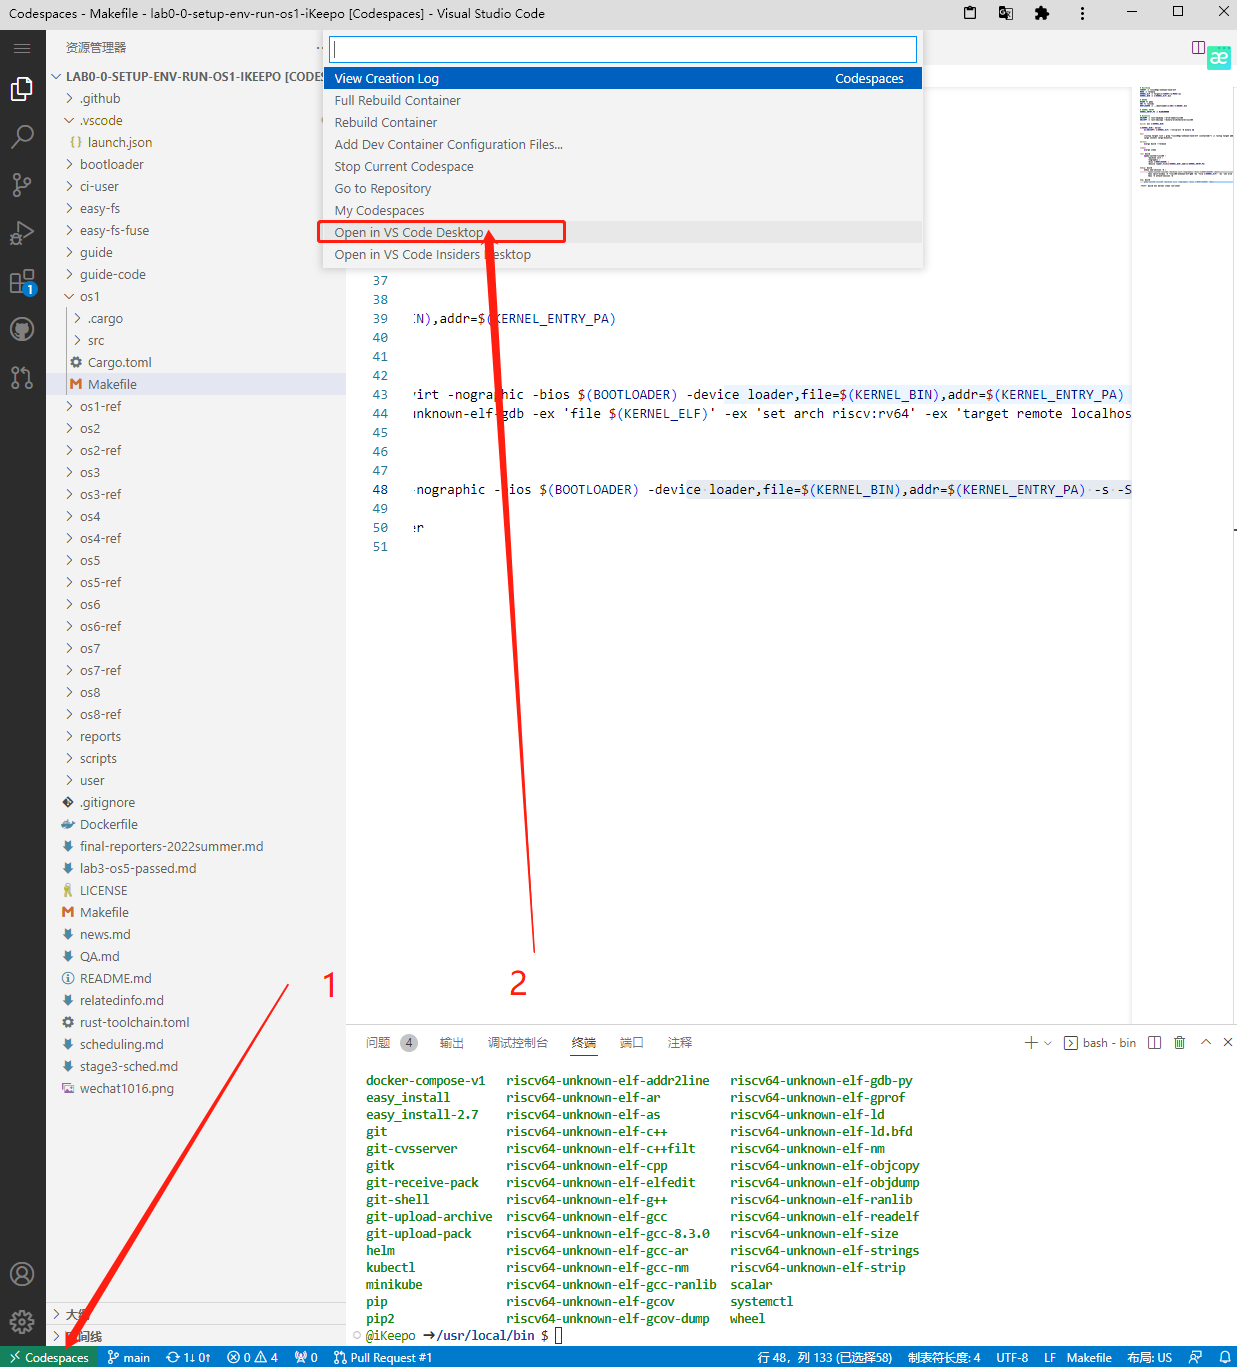 Codespaces - Makefile - lab0-0-setup-env-run-os1-iKeepo [Codespaces] - Visual Studio Code
资源管理器
LAB0-0-SETUP-ENV-RUN-OS1-IKEEPO [CODES
.github
.vscode
launch.json
bootloader
ci-user
easy-fs
easy-fs-fuse
guide
guide-code
os1
.cargo
src
Cargo.toml
Makefile
os1-ref
os2
os2-ref
os3
os3-ref
os4
os4-ref
os5
os5-ref
os6
os6-ref
os7
os7-ref
os8
os8-ref
reports
scripts
user
.gitignore
Dockerfile
final-reporters-2022summer.md
lab3-os5-passed.md
LICENSE
Makefile
news.md
QA.md
README.md
relatedinfo.md
rust-toolchain.toml
scheduling.md
stage3-sched.md
wechat1016.png
1
View Creation Log Codespaces
Full Rebuild Container
Rebuild Container
Add Dev Container Configuration Files...
Stop Current Codespace
Go to Repository
My Codespaces
Open in VS Code Desktop
Open in VS Code Insiders Desktop
æ
37
38
39 IN),addr=$(KERNEL_ENTRY_PA)
40
41
42
43 virt -nographic -bios $(BOOTLOADER) -device loader,file=$(KERNEL_BIN),addr=$(KERNEL_ENTRY_PA)
44 unknown-elf-gdb -ex 'file $(KERNEL_ELF)' -ex 'set arch riscv:rv64' -ex 'target remote localhos
45
46
47
48 -nographic -bios $(BOOTLOADER) -device loader,file=$(KERNEL_BIN),addr=$(KERNEL_ENTRY_PA) -s -S
49
50 er
51
1
2
问题 4 输出 调试控制台 终端 端口 注释
bash - bin
docker-compose-v1 riscv64-unknown-elf-addr2line riscv64-unknown-elf-gdb-py
easy_install riscv64-unknown-elf-ar riscv64-unknown-elf-gprof
easy_install-2.7 riscv64-unknown-elf-as riscv64-unknown-elf-ld
git riscv64-unknown-elf-c++ riscv64-unknown-elf-ld.bfd
git-cvsserver riscv64-unknown-elf-c++filt riscv64-unknown-elf-nm
gitk riscv64-unknown-elf-cpp riscv64-unknown-elf-objcopy
git-receive-pack riscv64-unknown-elf-elfedit riscv64-unknown-elf-objdump
git-shell riscv64-unknown-elf-g++ riscv64-unknown-elf-ranlib
git-upload-archive riscv64-unknown-elf-gcc riscv64-unknown-elf-readelf
git-upload-pack riscv64-unknown-elf-gcc-8.3.0 riscv64-unknown-elf-size
helm riscv64-unknown-elf-gcc-ar riscv64-unknown-elf-strings
kubectl riscv64-unknown-elf-gcc-nm riscv64-unknown-elf-strip
minikube riscv64-unknown-elf-gcc-ranlib scalar
pip riscv64-unknown-elf-gcov systemctl
pip2 riscv64-unknown-elf-gcov-dump wheel
@iKeepo ➜/usr/local/bin $
大纲
时间线
Codespaces main 1↓ 0↑ 0 4 0 Pull Request #1 行 48，列 133 (已选择58) 制表符长度: 4 UTF-8 LF Makefile 布局: US